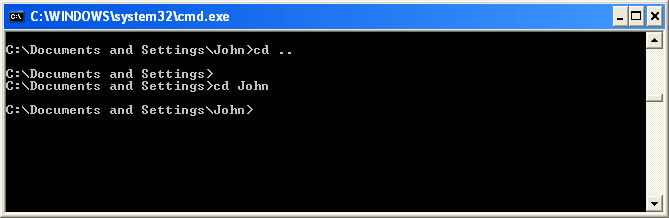 C:\WINDOWS\system32\cmd.exe
C:\Documents and Settings\John>cd ..
C:\Documents and Settings>
C:\Documents and Settings>cd John
C:\Documents and Settings\John>